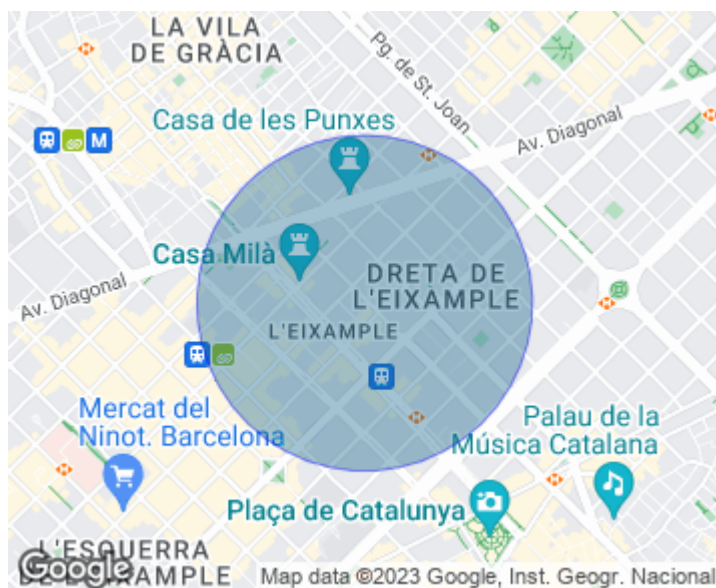 LA VILA
DE GRÀCIA
Pg. de St. Joan
Casa de les Punxes
Av. Diagonal
M
Casa Milà
DRETA DE
L'EIXAMPLE
Av. Diagonal
L'EIXAMPLE
Mercat del
Ninot. Barcelona
Palau de la
Música Catalana
Plaça de Catalunya
L'ESQUERRA
DE L'EIXAMPLE
Google
Map data ©2023 Google, Inst. Geogr. Nacional